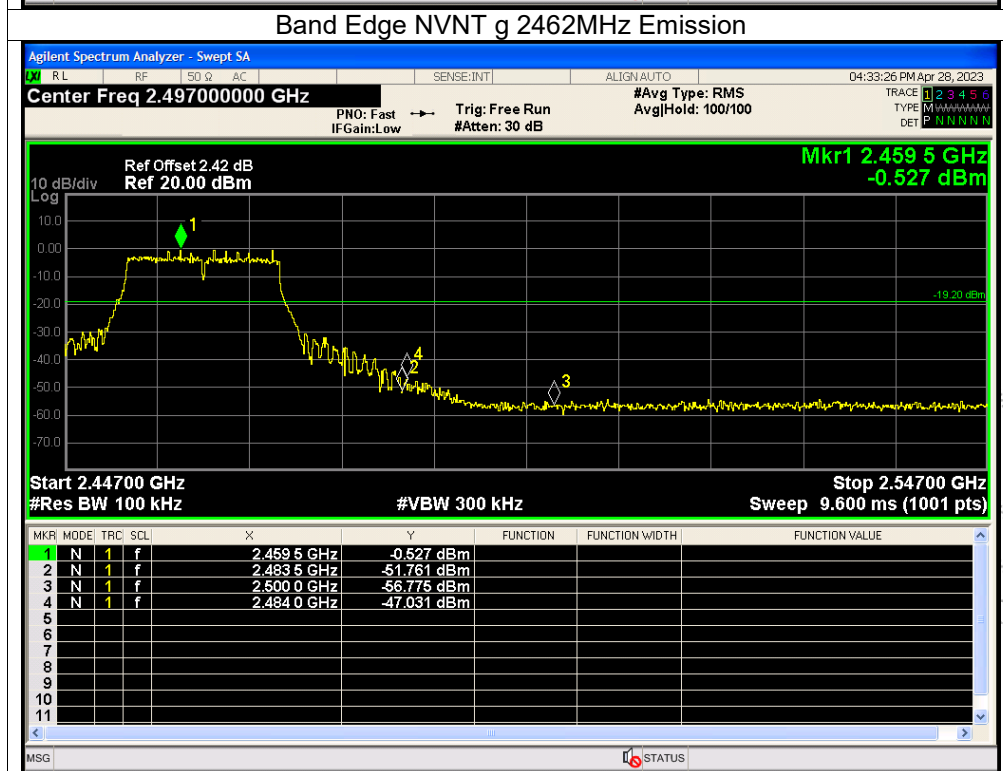 Band Edge NVNT g 2462MHz Emission
Agilent Spectrum Analyzer - Swept SA
LXI RL RF 50 Ω AC SENSE:INT ALIGN AUTO 04:33:26 PM Apr 28, 2023
Center Freq 2.497000000 GHz #Avg Type: RMS TRACE 1 2 3 4 5 6
PNO: Fast Trig: Free Run Avg|Hold: 100/100 TYPE M
IFGain:Low #Atten: 30 dB DET P N N N N N
Mkr1 2.459 5 GHz
Ref Offset 2.42 dB
10 dB/div Ref 20.00 dBm -0.527 dBm
Log
10.0
1
0.00
-10.0
-19.20 dBm
-20.0
-30.0
-40.0
4
2
3
-50.0
-60.0
-70.0
Start 2.44700 GHz Stop 2.54700 GHz
#Res BW 100 kHz #VBW 300 kHz Sweep 9.600 ms (1001 pts)
MKR MODE TRC SCL X Y FUNCTION FUNCTION WIDTH FUNCTION VALUE
1 N 1 f 2.459 5 GHz -0.527 dBm
2 N 1 f 2.483 5 GHz -51.761 dBm
3 N 1 f 2.500 0 GHz -56.775 dBm
4 N 1 f 2.484 0 GHz -47.031 dBm
5
6
7
8
9
10
11
MSG STATUS